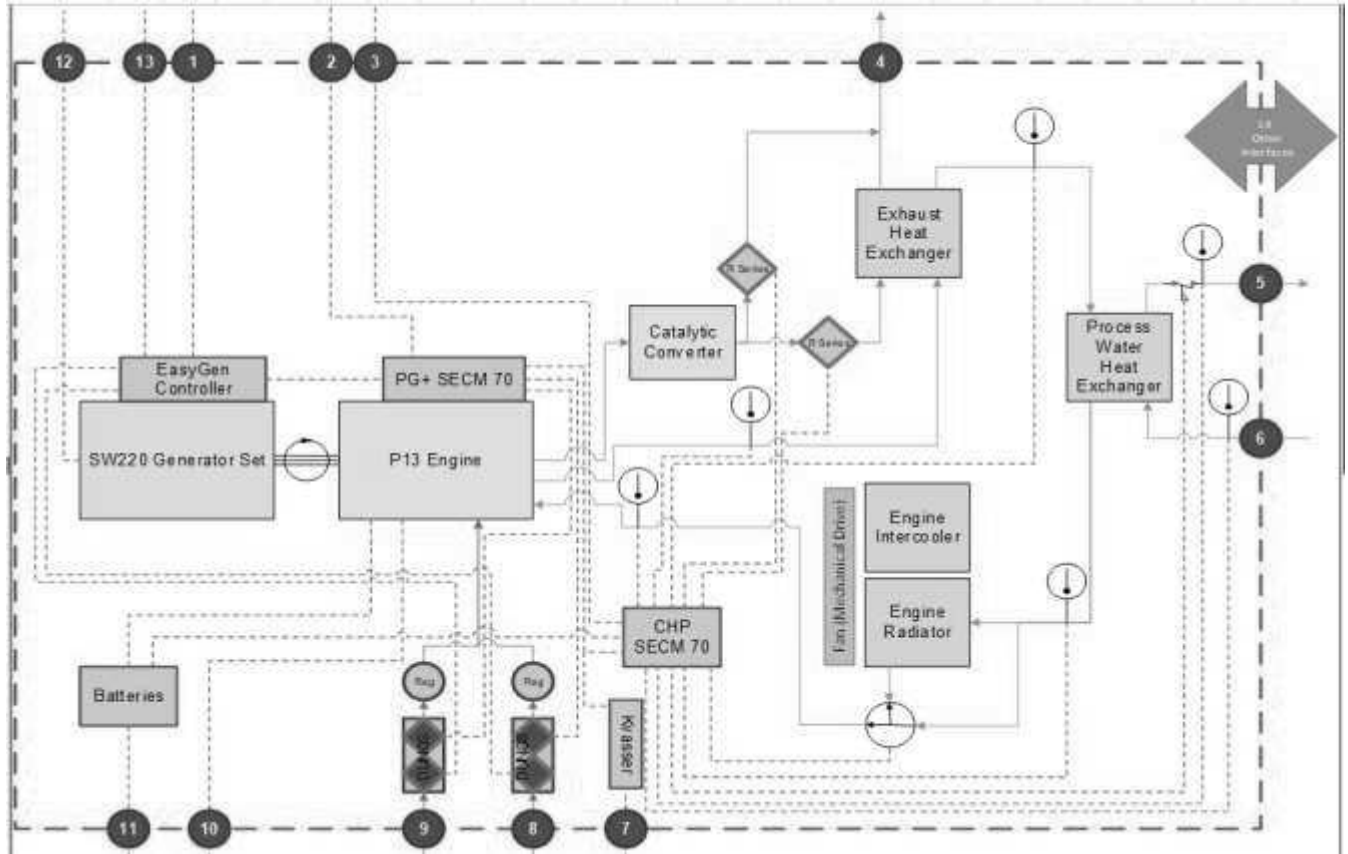 12
13
1
2
3
4
Other
Interfaces
Exhaust
Heat
Exchanger
R Series
5
Catalytic
Converter
R Series
Process
Water
Heat
Exchanger
EasyGen
Controller
PG+ SECM 70
6
SW220 Generator Set
P13 Engine
Fan (Mechanical Drive)
Engine
Intercooler
Engine
Radiator
CHP
SECM 70
Batteries
Reg
Reg
11
10
9
8
7